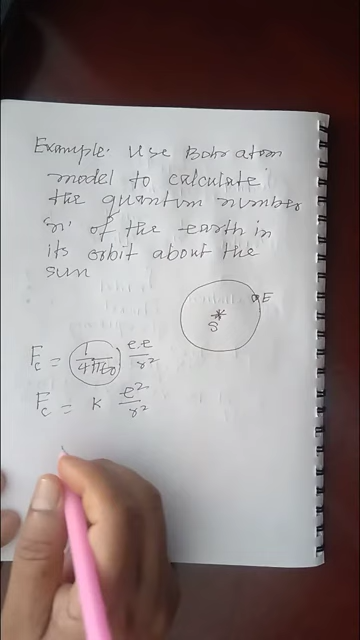 Example: Use Bohr atom
model to calculate
the quantum number
'n' of the earth in
its orbit about the
sun
E
S
Fc = 1/4πε0 e.e/r²
Fc = K e²/r²